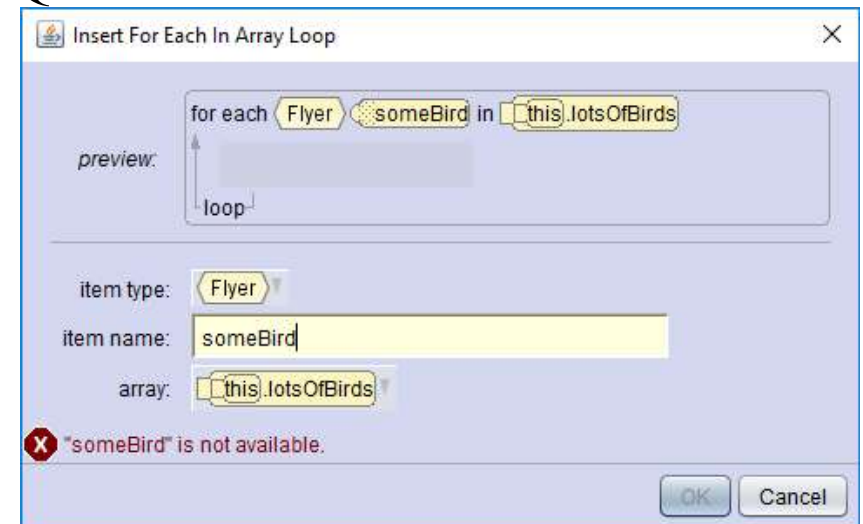 Insert For Each In Array Loop
for each Flyer someBird in this.lotsOfBirds
preview:
loop
item type: Flyer
item name: someBird
array: this.lotsOfBirds
X "someBird" is not available.
OK Cancel